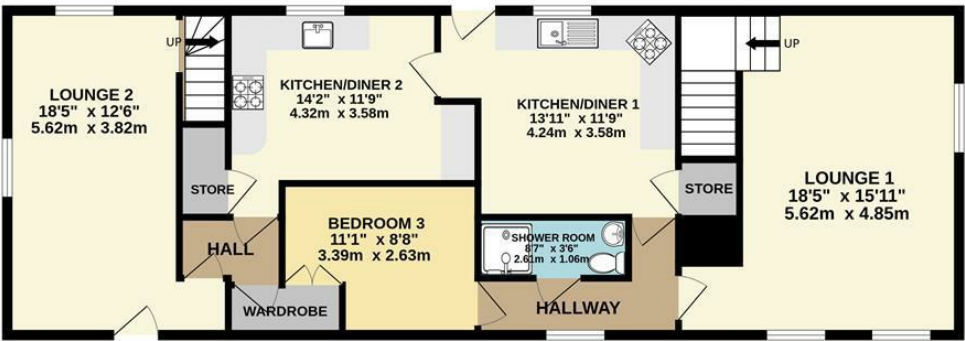 LOUNGE 2
18'5" x 12'6"
5.62m x 3.82m
UP
KITCHEN/DINER 2
14'2" x 11'9"
4.32m x 3.58m
KITCHEN/DINER 1
13'11" x 11'9"
4.24m x 3.58m
UP
LOUNGE 1
18'5" x 15'11"
5.62m x 4.85m
STORE
STORE
HALL
BEDROOM 3
11'1" x 8'8"
3.39m x 2.63m
SHOWER ROOM
8'7" x 3'6"
2.61m x 1.06m
WARDROBE
HALLWAY